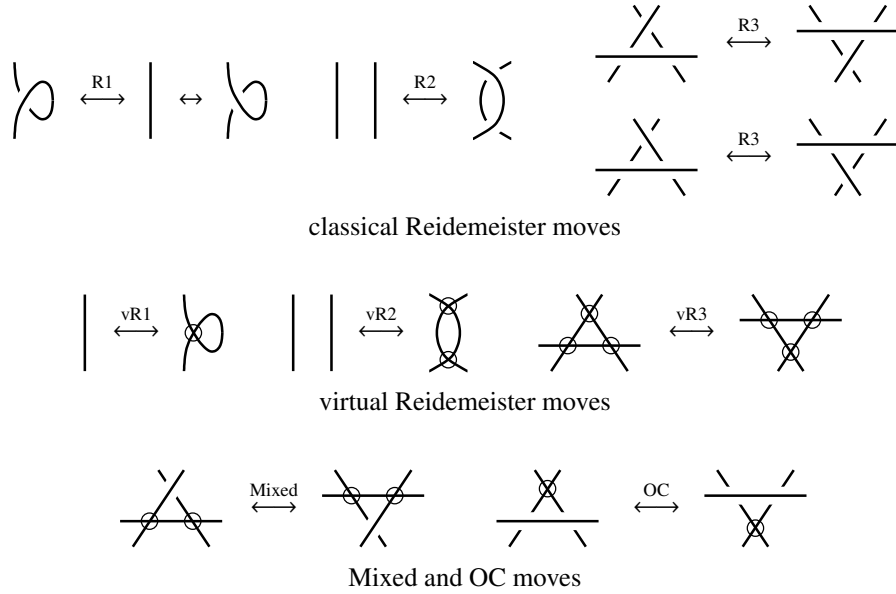 R1
R2
R3
R3
classical Reidemeister moves
vR1
vR2
vR3
virtual Reidemeister moves
Mixed
OC
Mixed and OC moves